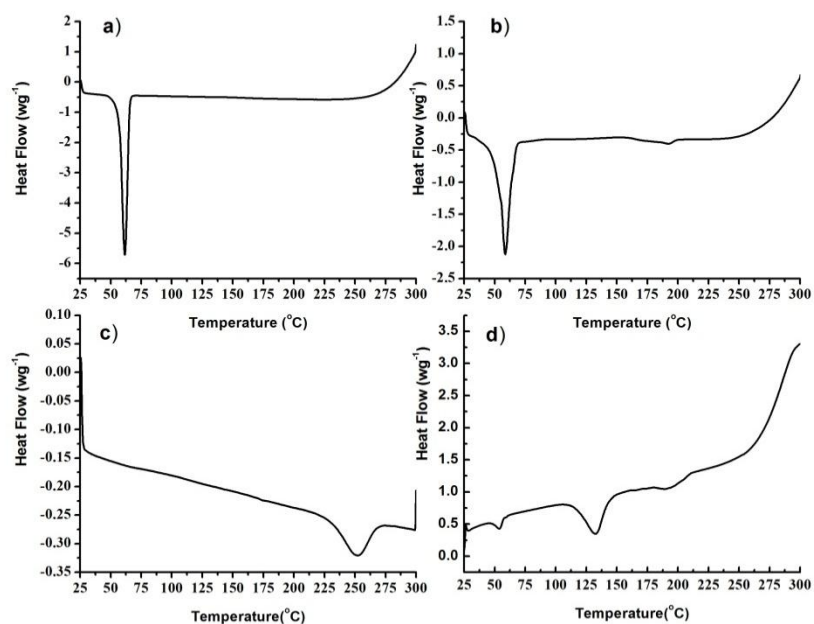 a)
2
1
0
-1
-2
-3
-4
-5
-6
Heat Flow (wg⁻¹)
25 50 75 100 125 150 175 200 225 250 275 300
Temperature (°C)
b)
1.5
1.0
0.5
0.0
-0.5
-1.0
-1.5
-2.0
-2.5
Heat Flow (wg⁻¹)
25 50 75 100 125 150 175 200 225 250 275 300
Temperature (°C)
c)
0.10
0.05
0.00
-0.05
-0.10
-0.15
-0.20
-0.25
-0.30
-0.35
Heat Flow (wg⁻¹)
25 50 75 100 125 150 175 200 225 250 275 300
Temperature(°C)
d)
3.5
3.0
2.5
2.0
1.5
1.0
0.5
0.0
Heat Flow (wg⁻¹)
25 50 75 100 125 150 175 200 225 250 275 300
Temperature(°C)